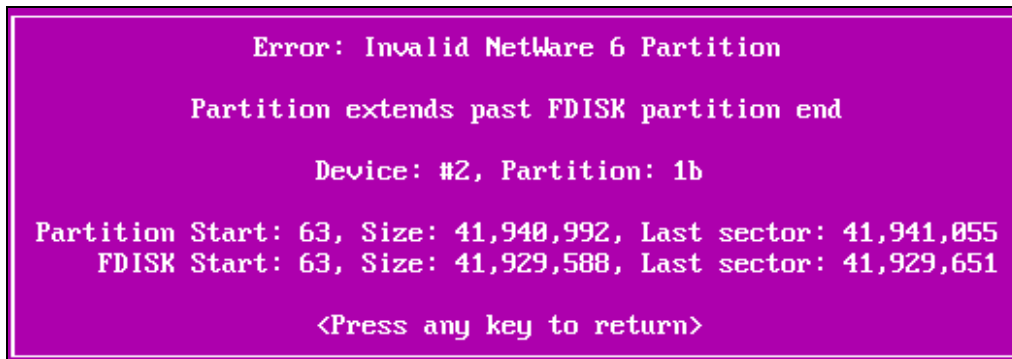 Error: Invalid NetWare 6 Partition
Partition extends past FDISK partition end
Device: #2, Partition: 1b
Partition Start: 63, Size: 41,940,992, Last sector: 41,941,055
FDISK Start: 63, Size: 41,929,588, Last sector: 41,929,651
<Press any key to return>